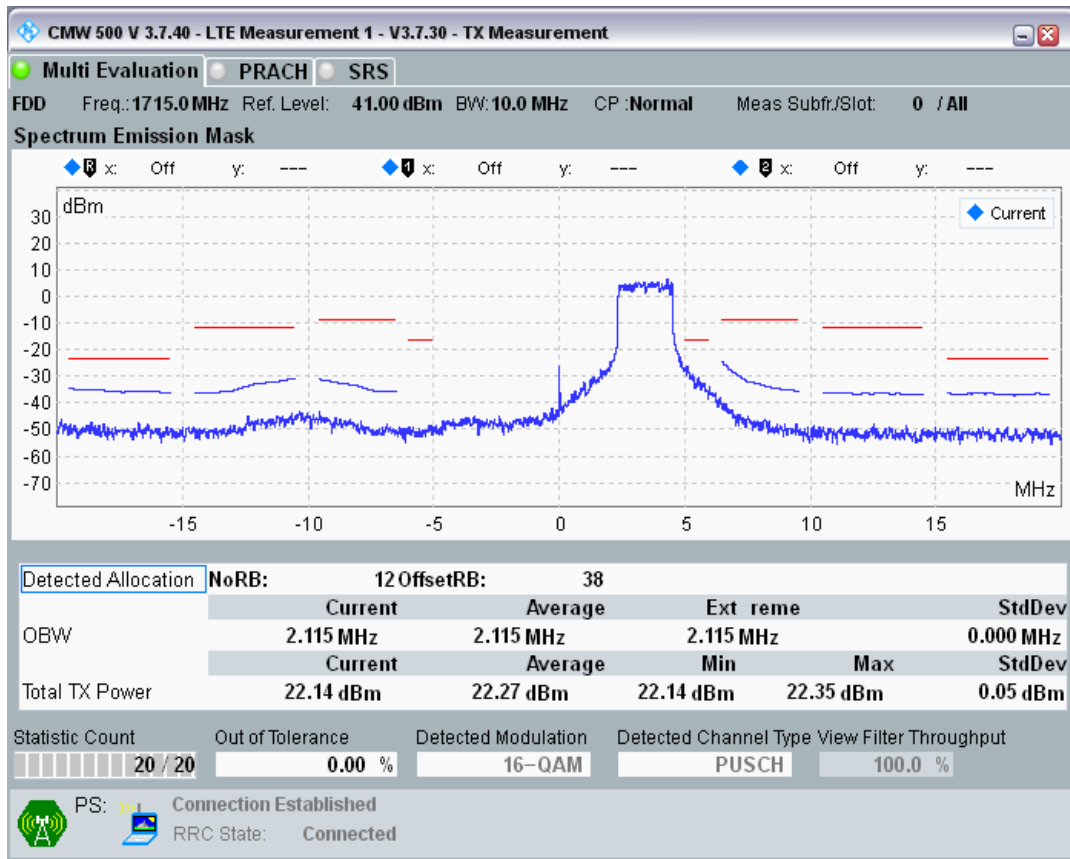 CMW 500 V 3.7.40 - LTE Measurement 1 - V3.7.30 - TX Measurement
Multi Evaluation PRACH SRS
FDD Freq.: 1715.0 MHz Ref. Level: 41.00 dBm BW: 10.0 MHz CP : Normal Meas Subfr./Slot: 0 / All
Spectrum Emission Mask
R x: Off y: --- 1 x: Off y: --- 2 x: Off y: ---
dBm
Current
30
20
10
0
-10
-20
-30
-40
-50
-60
-70
MHz
-15 -10 -5 0 5 10 15
Detected Allocation NoRB: 12 OffsetRB: 38
Current Average Ext reme StdDev
OBW 2.115 MHz 2.115 MHz 2.115 MHz 0.000 MHz
Current Average Min Max StdDev
Total TX Power 22.14 dBm 22.27 dBm 22.14 dBm 22.35 dBm 0.05 dBm
Statistic Count Out of Tolerance Detected Modulation Detected Channel Type View Filter Throughput
20 / 20 0.00 % 16-QAM PUSCH 100.0 %
PS: Connection Established
RRC State: Connected